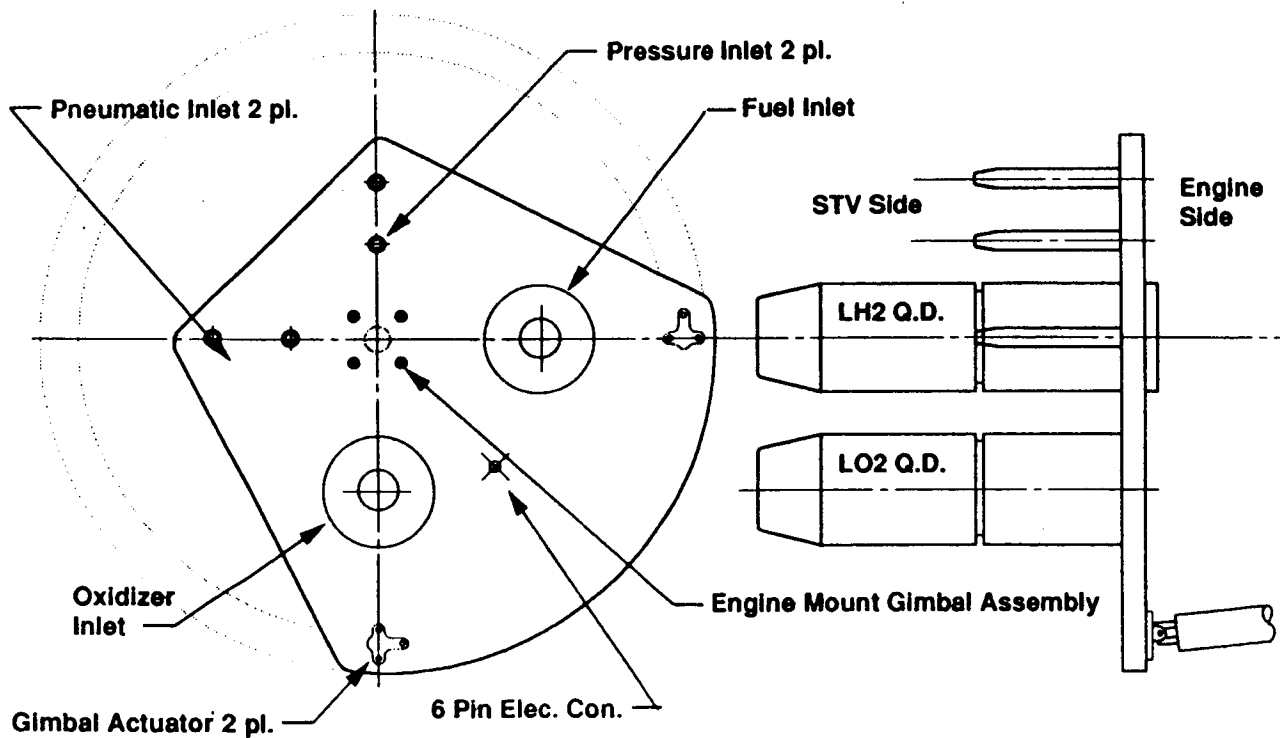 Pressure Inlet 2 pl.
Pneumatic Inlet 2 pl.
Fuel Inlet
STV Side
Engine
Side
LH2 Q.D.
LO2 Q.D.
Oxidizer
Inlet
Engine Mount Gimbal Assembly
6 Pin Elec. Con.
Gimbal Actuator 2 pl.